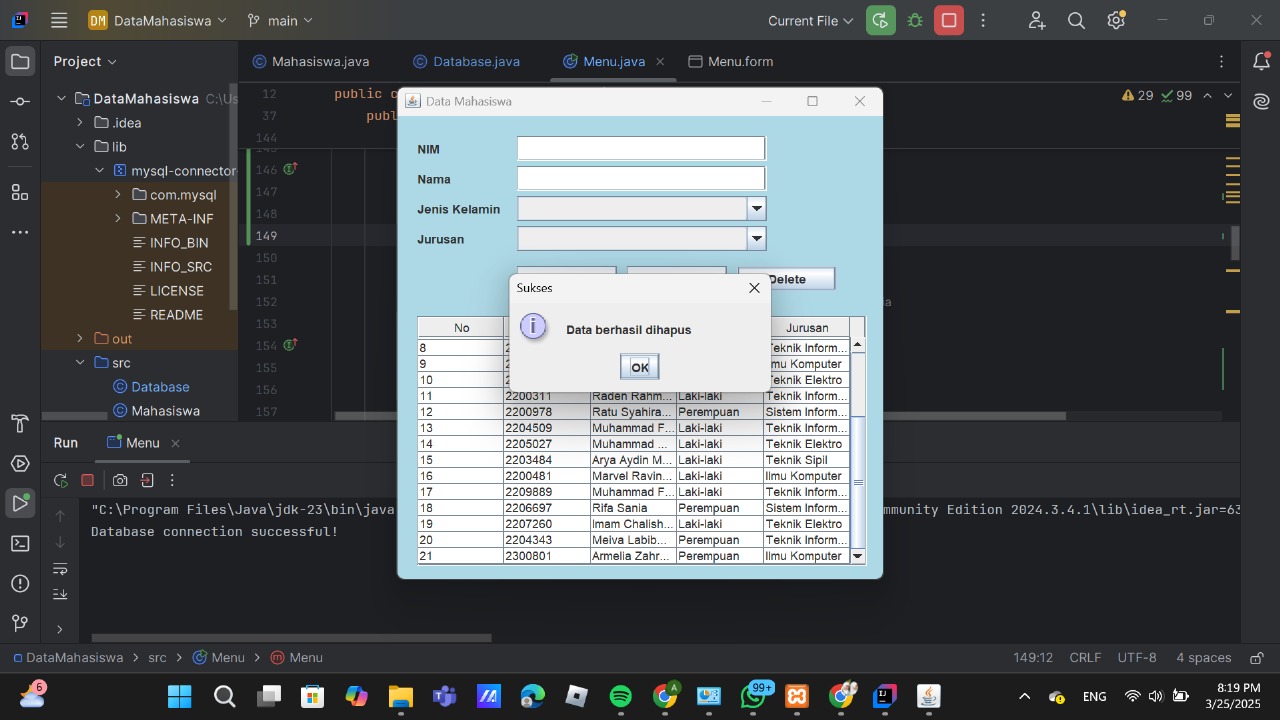 DM DataMahasiswa main Current File
Project
Mahasiswa.java Database.java Menu.java Menu.form
DataMahasiswa C:\Us
.idea
lib
mysql-connector
com.mysql
META-INF
INFO_BIN
INFO_SRC
LICENSE
README
out
src
Database
Mahasiswa
12 public
37
144
146
147
148
149
150
151
152
153
154
155
156
157
29 99
Data Mahasiswa
NIM
Nama
Jenis Kelamin
Jurusan
Delete
Sukses
Data berhasil dihapus
OK
No Jurusan
8 Teknik Inform...
9 Ilmu Komputer
10 Teknik Elektro
11 2200311 Raden Rahm... Laki-laki Teknik Inform...
12 2200978 Ratu Syahira... Perempuan Sistem Inform...
13 2204509 Muhammad F... Laki-laki Teknik Inform...
14 2205027 Muhammad ... Laki-laki Teknik Elektro
15 2203484 Arya Aydin M... Laki-laki Teknik Sipil
16 2200481 Marvel Ravin... Laki-laki Ilmu Komputer
17 2209889 Muhammad F... Laki-laki Teknik Inform...
18 2206697 Rifa Sania Perempuan Sistem Inform...
19 2207260 Imam Chalish... Laki-laki Teknik Elektro
20 2204343 Meiva Labib... Perempuan Teknik Inform...
21 2300801 Armelia Zahr... Perempuan Ilmu Komputer
Run Menu
"C:\Program Files\Java\jdk-23\bin\java mmunity Edition 2024.3.4.1\lib\idea_rt.jar=63
Database connection successful!
DataMahasiswa > src > Menu > Menu 149:12 CRLF UTF-8 4 spaces
6 99+ A ENG 8:19 PM
3/25/2025